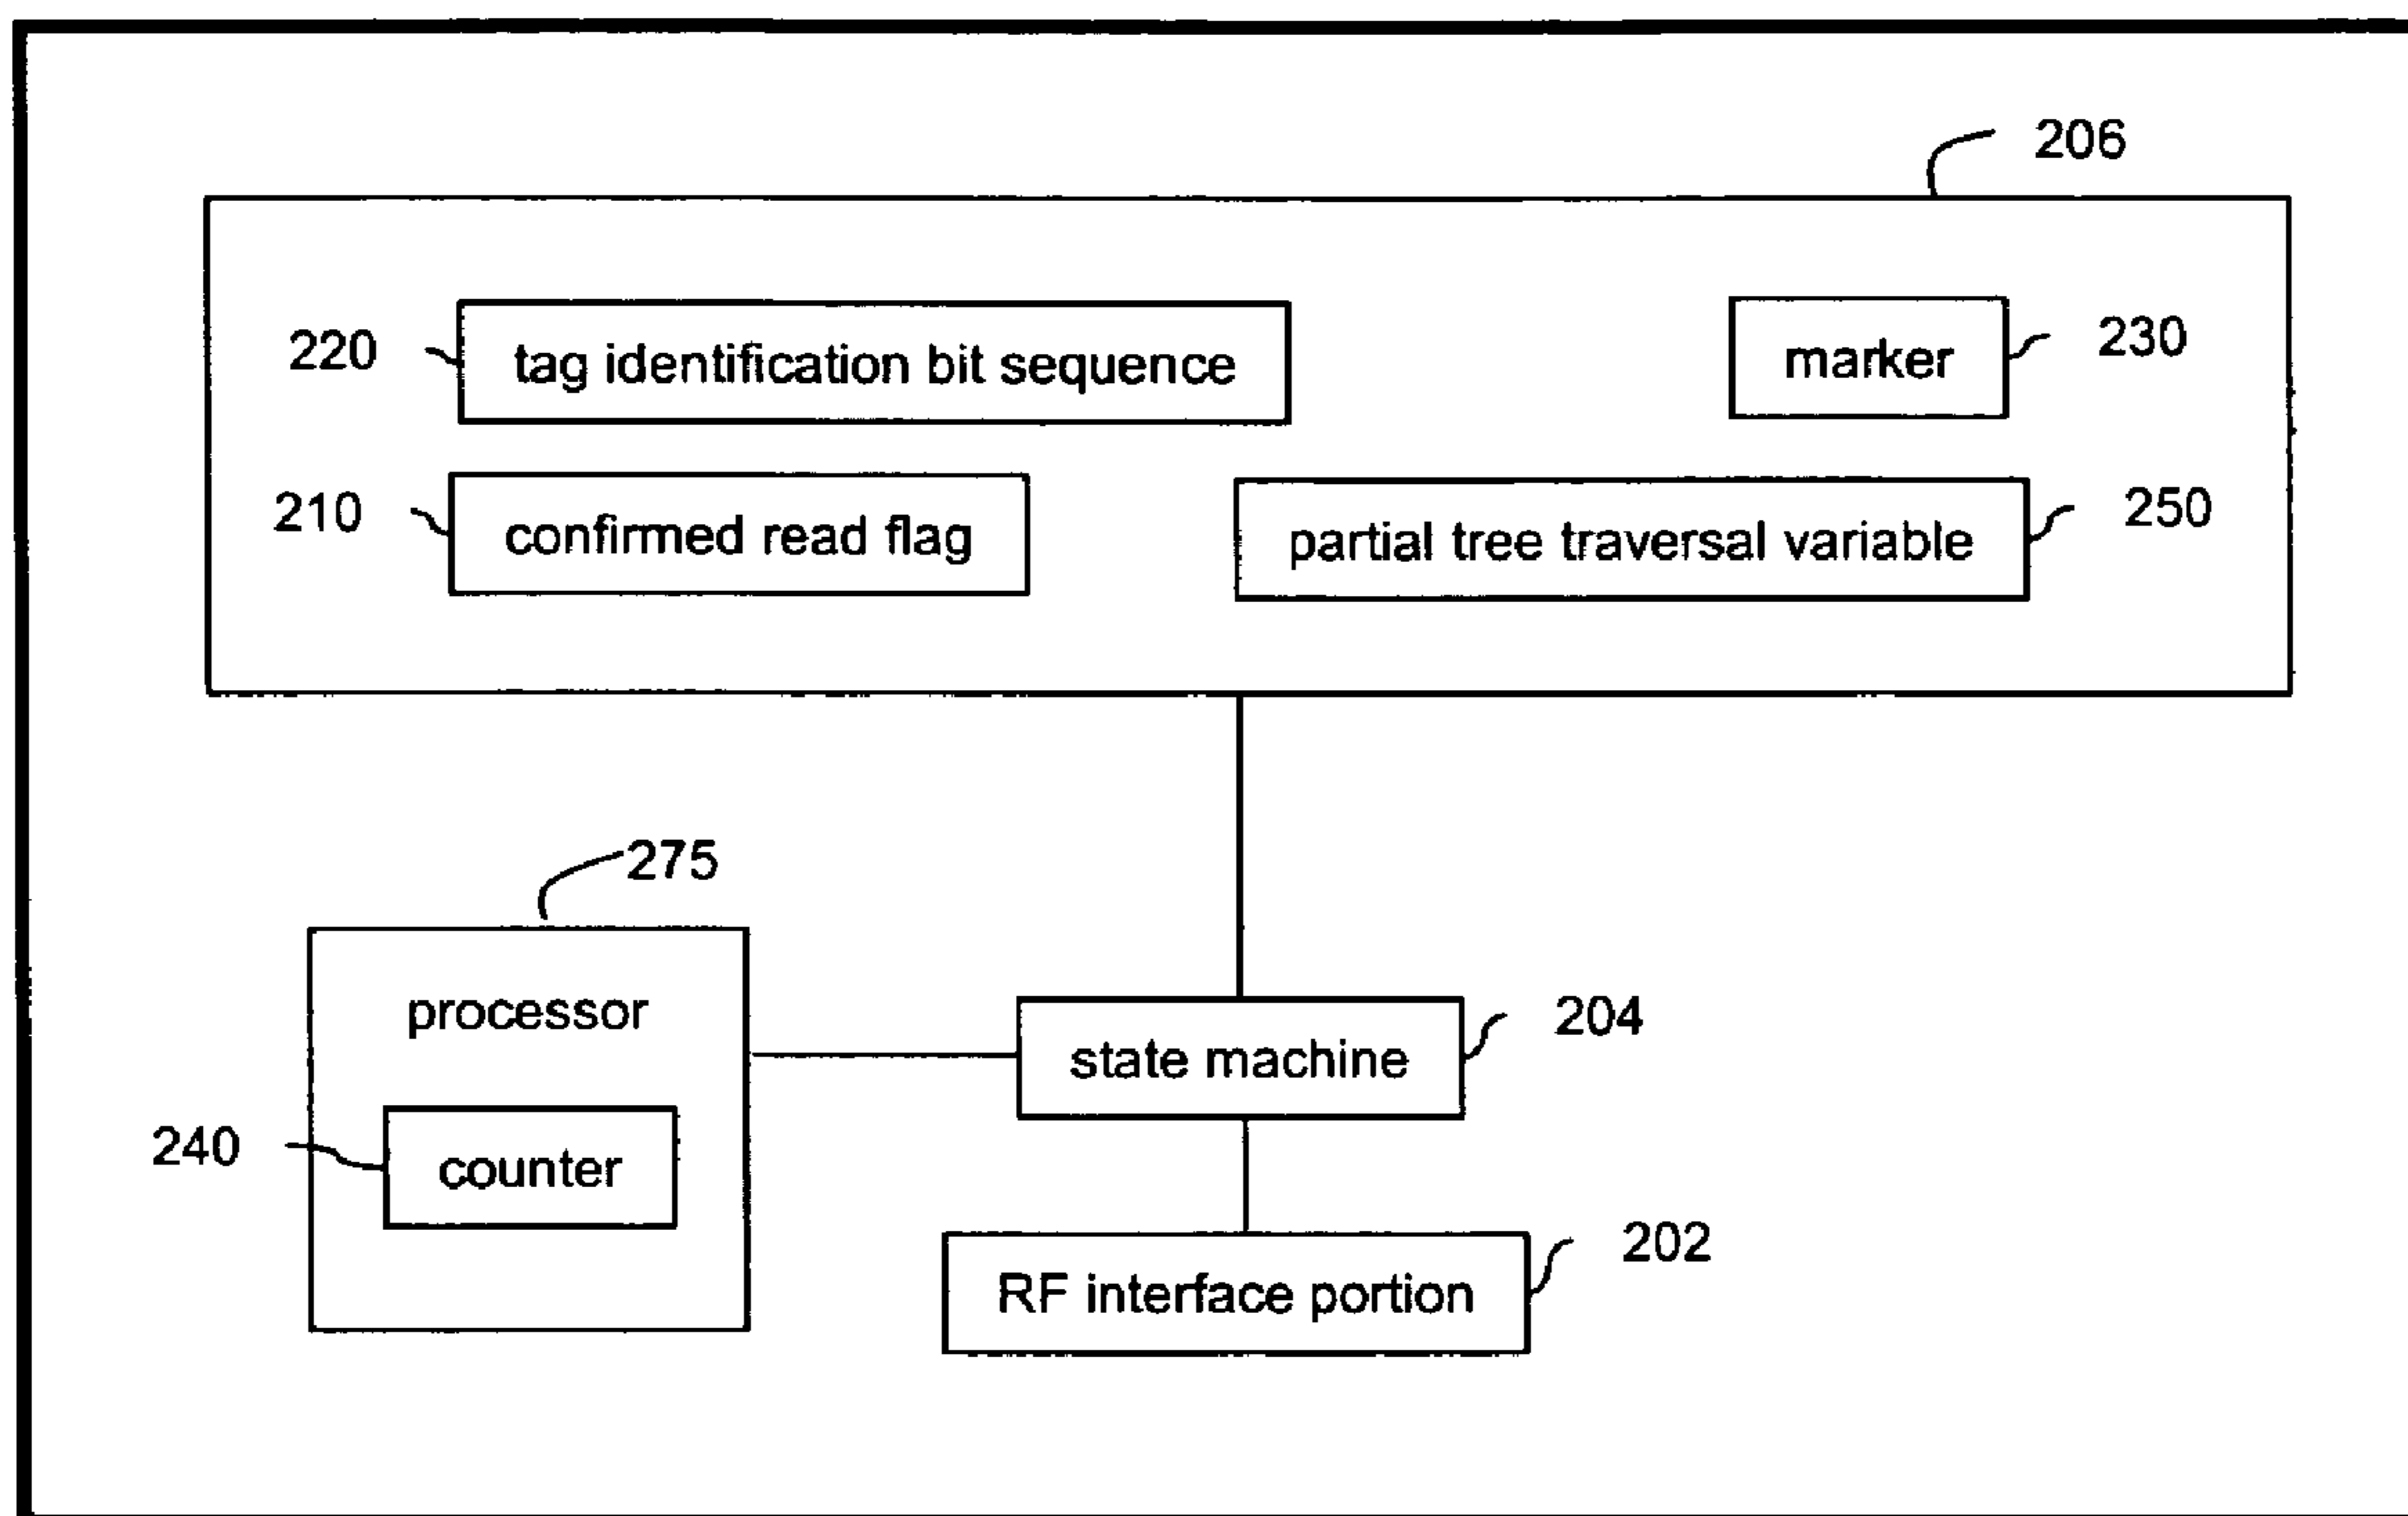 206
220
tag identification bit sequence
marker
230
210
confirmed read flag
partial tree traversal variable
250
275
processor
state machine
204
240
counter
RF interface portion
202